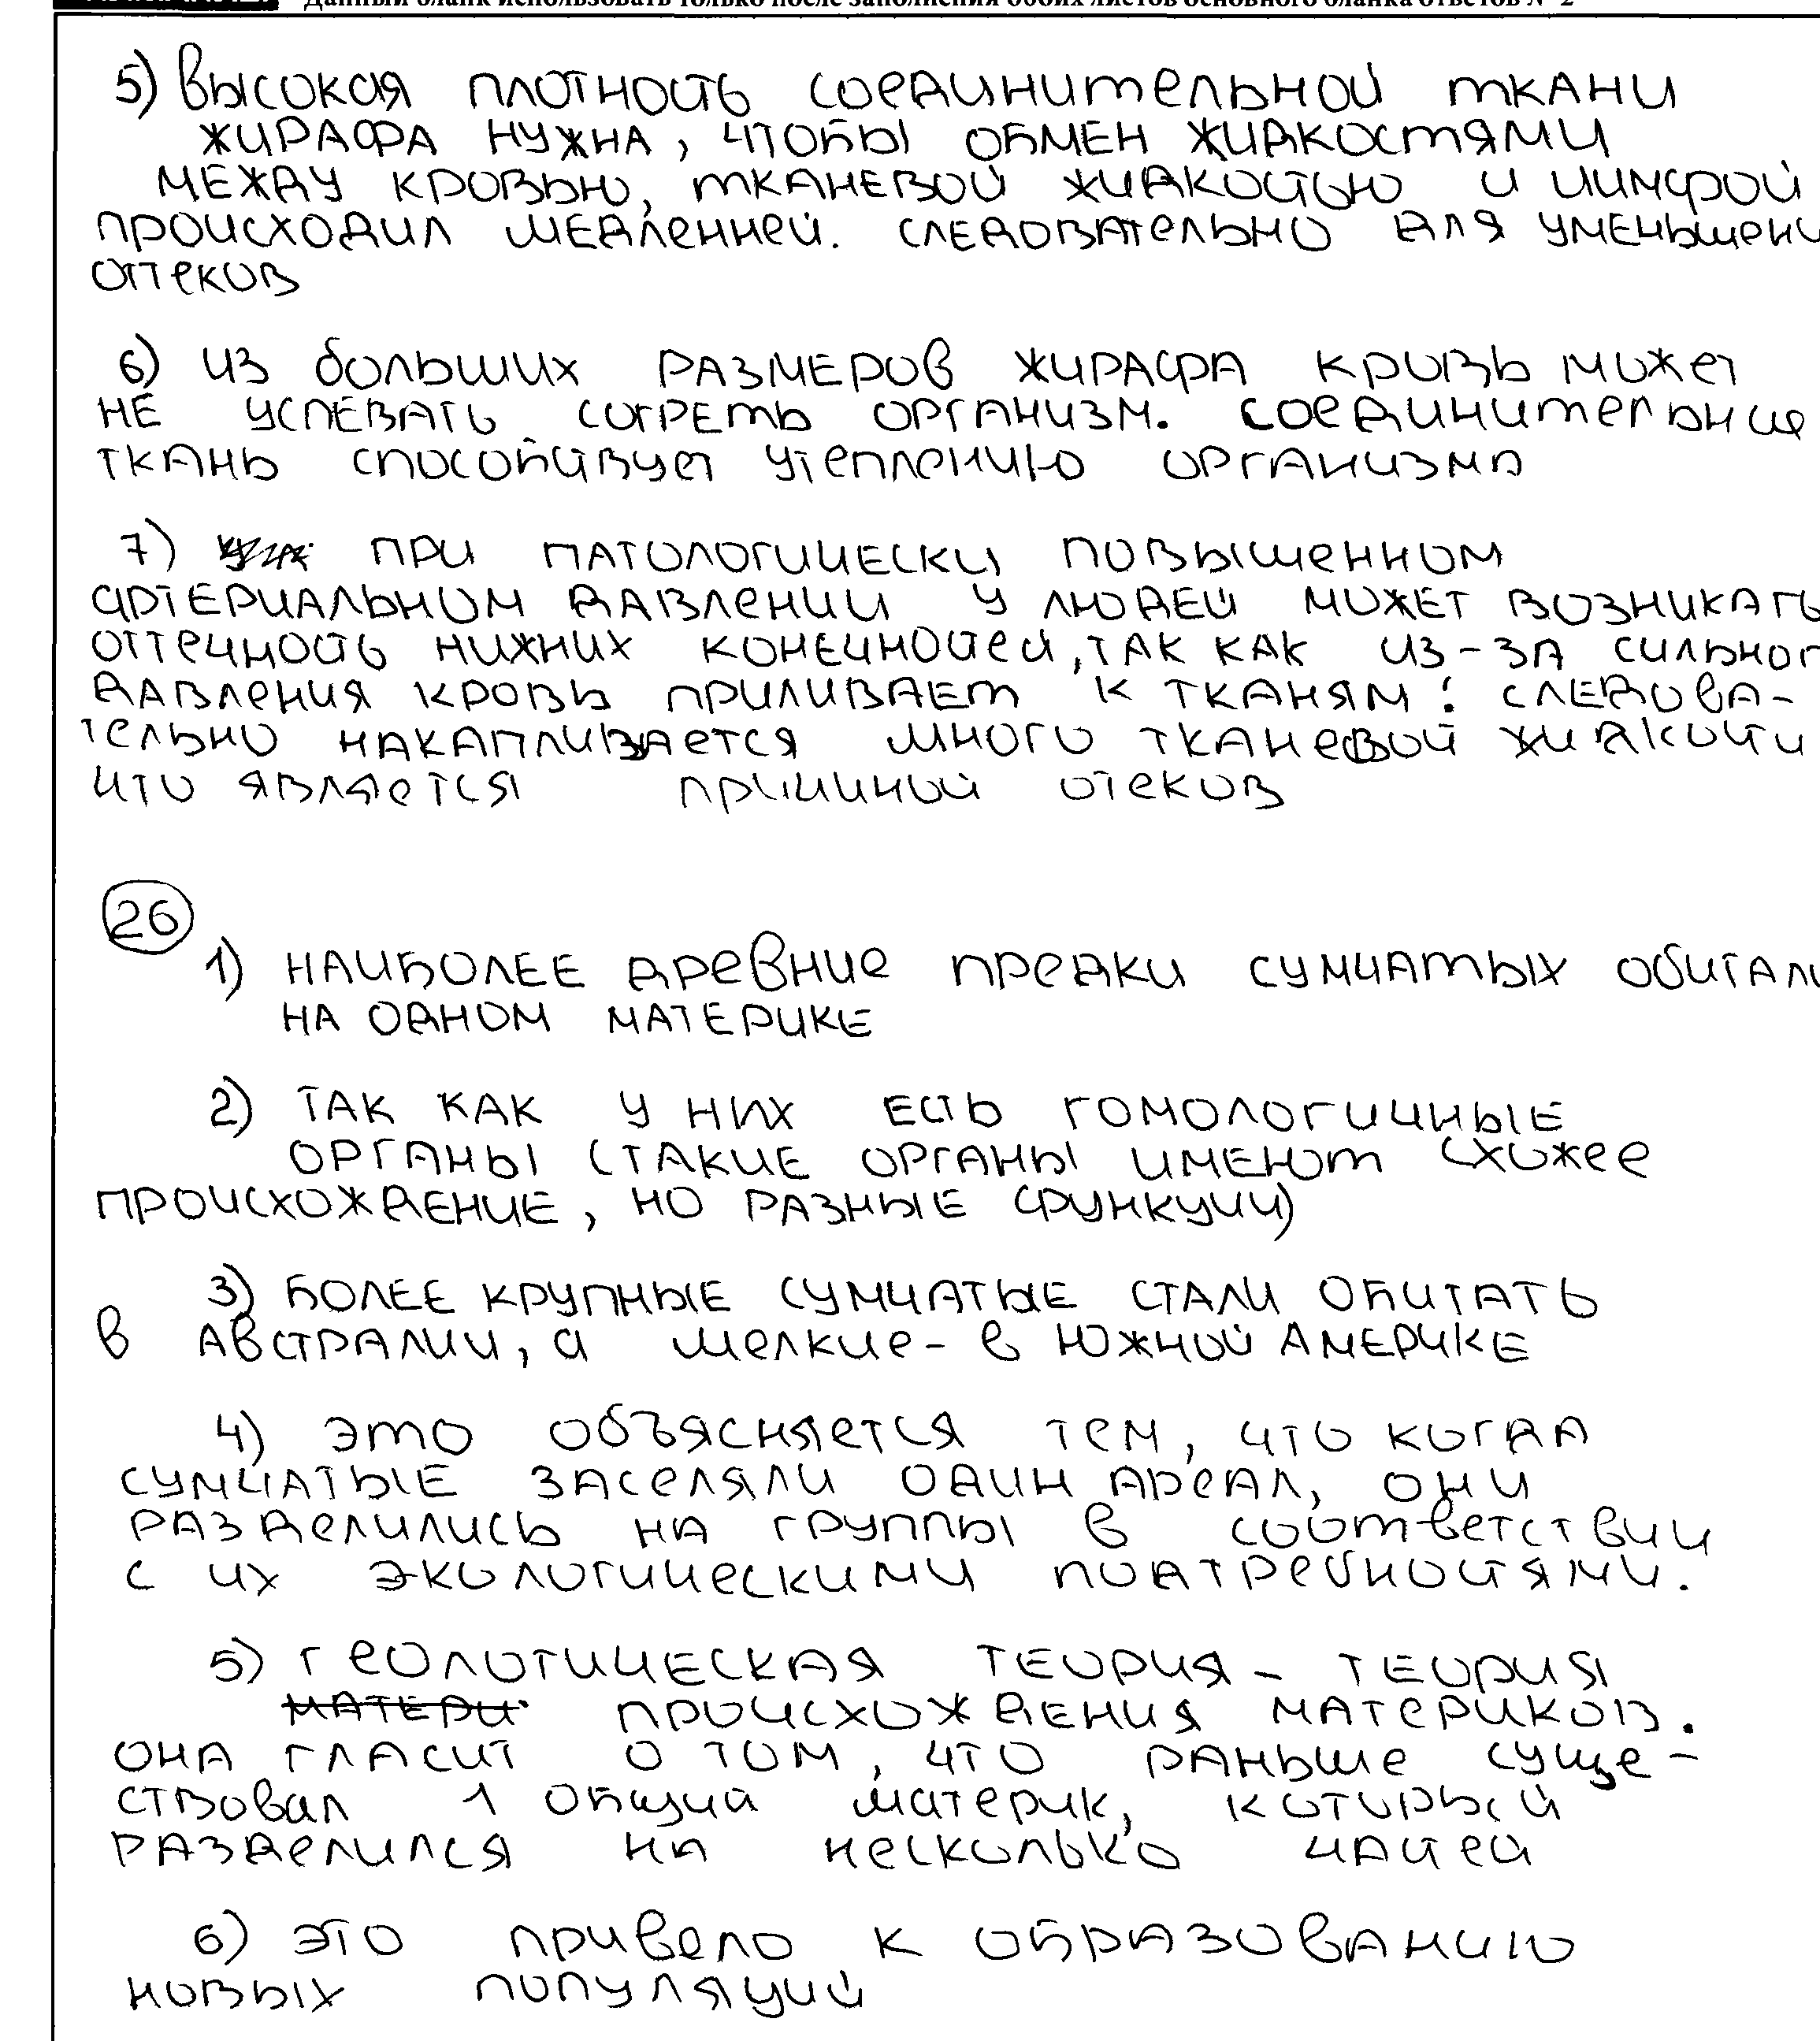 Данный бланк использовать только после заполнения обоих листов основного бланка ответов № 2
5) высокая плотность соединительной ткани
жирафа нужна, чтобы обмен жидкостями
между кровью, тканевой жидкостью и лимфой
происходил медленней. следовательно для уменьшени
отеков
6) из больших размеров жирафа кровь может
не успевать согреть организм. соединительние
ткань способствует утеплению организма
7) при патологически повышенном
артериальном давлении у людей может возникать
отечность нижних конечностей, так как из-за сильног
давления кровь приливает к тканям: следова-
тельно накапливается много тканевой жидкости
что является причиной отеков
26
1) наиболее древние предки сумчатых обитали
на одном материке
2) так как у них есть гомологичные
органы (такие органы имеют схожее
происхождение, но разные функции)
3) более крупные сумчатые стали обитать
в Австралии, а мелкие - в Южной Америке
4) это объясняется тем, что когда
сумчатые заселяли один ареал, они
разделились на группы в соответствии
с их экологическими поатребностями.
5) геологическая теория - теория
матери происхождения материков.
она гласит о том, что раньше суще-
ствовал 1 общий материк, который
разделился на несколько частей
6) это привело к образованию
новых популяций